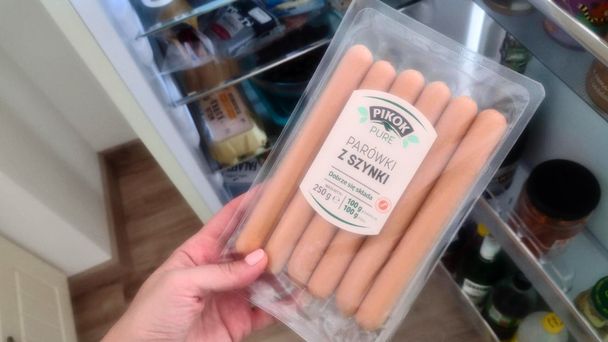 PIKOK
PURE
PARÓWKI
Z SZYNKI
Dobrze się składa
250 g ℮
100 g
100 g